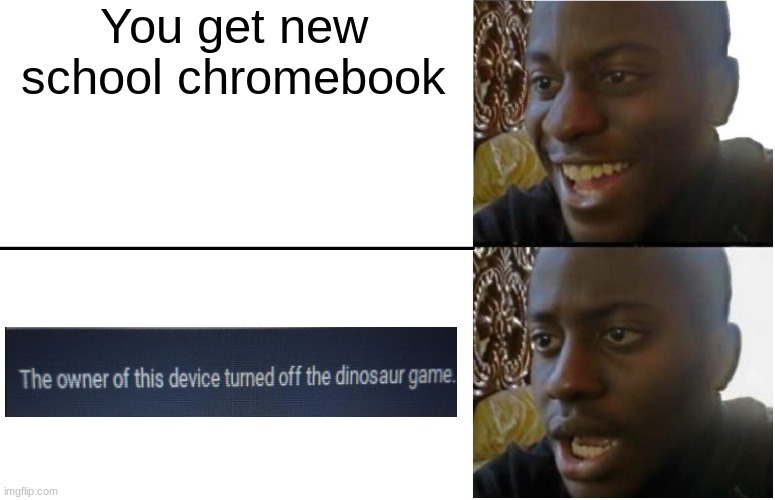 You get new
school chromebook
The owner of this device turned off the dinosaur game.
imgflip.com